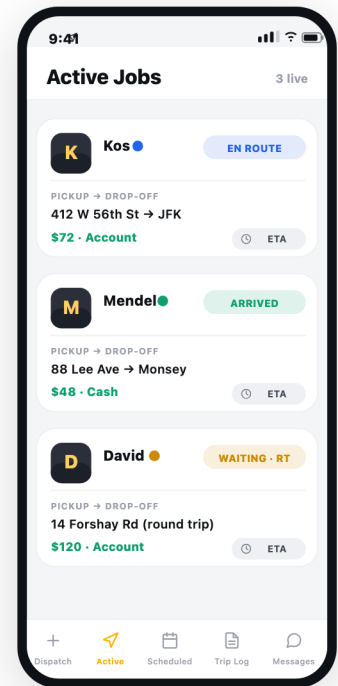 9:41
Active Jobs
3 live
K
Kos
EN ROUTE
PICKUP → DROP-OFF
412 W 56th St → JFK
$72 · Account
ETA
M
Mendel
ARRIVED
PICKUP → DROP-OFF
88 Lee Ave → Monsey
$48 · Cash
ETA
D
David
WAITING · RT
PICKUP → DROP-OFF
14 Forshay Rd (round trip)
$120 · Account
ETA
Dispatch
Active
Scheduled
Trip Log
Messages